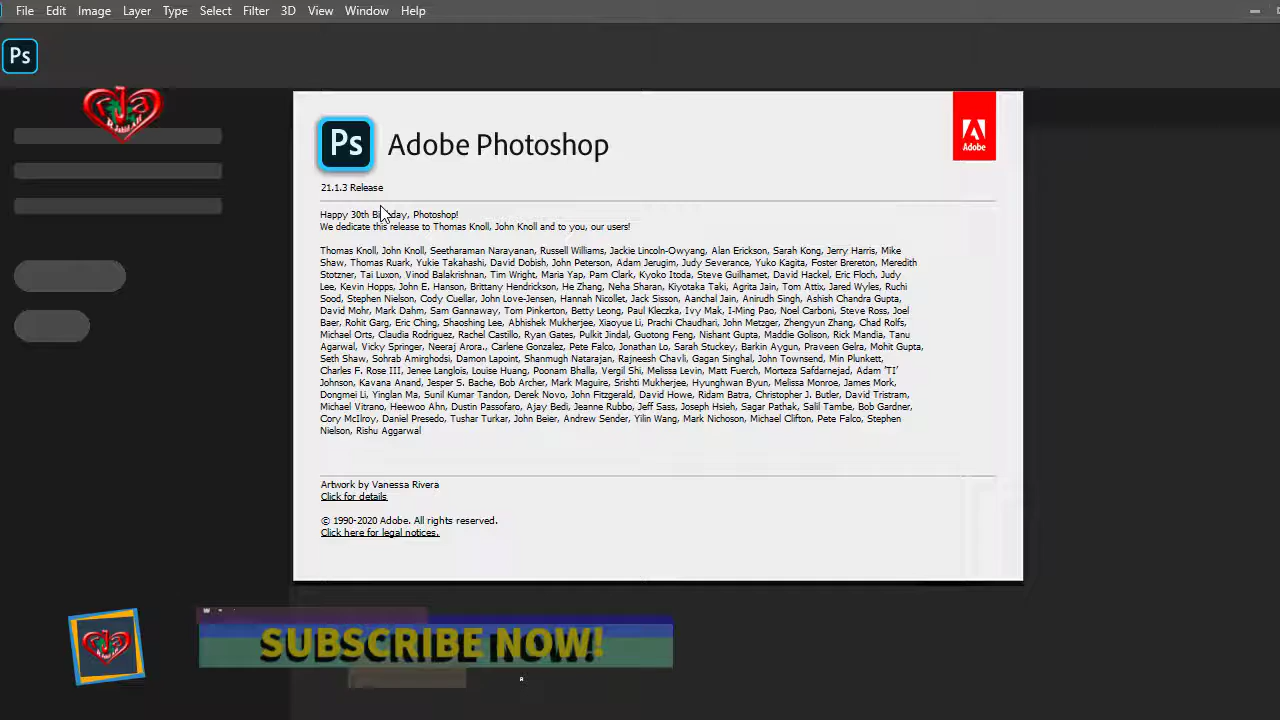 File Edit Image Layer Type Select Filter 3D View Window Help
Ps
rja
Ps Adobe Photoshop
Adobe
21.1.3 Release
Happy 30th Birthday, Photoshop!
We dedicate this release to Thomas Knoll, John Knoll and to you, our users!
Thomas Knoll, John Knoll, Seetharaman Narayanan, Russell Williams, Jackie Lincoln-Owyang, Alan Erickson, Sarah Kong, Jerry Harris, Mike
Shaw, Thomas Ruark, Yukie Takahashi, David Dobish, John Peterson, Adam Jerugim, Judy Severance, Yuko Kagita, Foster Brereton, Meredith
Stotzner, Tai Luxon, Vinod Balakrishnan, Tim Wright, Maria Yap, Pam Clark, Kyoko Itoda, Steve Guilhamet, David Hackel, Eric Floch, Judy
Lee, Kevin Hopps, John E. Hanson, Brittany Hendrickson, He Zhang, Neha Sharan, Kiyotaka Taki, Agrita Jain, Tom Attix, Jared Wyles, Ruchi
Sood, Stephen Nielson, Cody Cuellar, John Love-Jensen, Hannah Nicollet, Jack Sisson, Aanchal Jain, Anirudh Singh, Ashish Chandra Gupta,
David Mohr, Mark Dahm, Sam Gannaway, Tom Pinkerton, Betty Leong, Paul Kleczka, Ivy Mak, I-Ming Pao, Noel Carboni, Steve Ross, Joel
Baer, Rohit Garg, Eric Ching, Shaoshing Lee, Abhishek Mukherjee, Xiaoyue Li, Prachi Chaudhari, John Metzger, Zhengyun Zhang, Chad Rolfs,
Michael Orts, Claudia Rodriguez, Rachel Castillo, Ryan Gates, Pulkit Jindal, Guotong Feng, Nishant Gupta, Maddie Golison, Rick Mandia, Tanu
Agarwal, Vicky Springer, Neeraj Arora., Carlene Gonzalez, Pete Falco, Jonathan Lo, Sarah Stuckey, Barkin Aygun, Praveen Gelra, Mohit Gupta,
Seth Shaw, Sohrab Amirghodsi, Damon Lapoint, Shanmugh Natarajan, Rajneesh Chavli, Gagan Singhal, John Townsend, Min Plunkett,
Charles F. Rose III, Jenee Langlois, Louise Huang, Poonam Bhalla, Vergil Shi, Melissa Levin, Matt Fuerch, Morteza Safdarnejad, Adam 'TI'
Johnson, Kavana Anand, Jesper S. Bache, Bob Archer, Mark Maguire, Srishti Mukherjee, Hyunghwan Byun, Melissa Monroe, James Mork,
Dongmei Li, Yinglan Ma, Sunil Kumar Tandon, Derek Novo, John Fitzgerald, David Howe, Ridam Batra, Christopher J. Butler, David Tristram,
Michael Vitrano, Heewoo Ahn, Dustin Passofaro, Ajay Bedi, Jeanne Rubbo, Jeff Sass, Joseph Hsieh, Sagar Pathak, Salil Tambe, Bob Gardner,
Cory McIlroy, Daniel Presedo, Tushar Turkar, John Beier, Andrew Sender, Yilin Wang, Mark Nichoson, Michael Clifton, Pete Falco, Stephen
Nielson, Rishu Aggarwal
Artwork by Vanessa Rivera
Click for details
© 1990-2020 Adobe. All rights reserved.
Click here for legal notices.
SUBSCRIBE NOW!